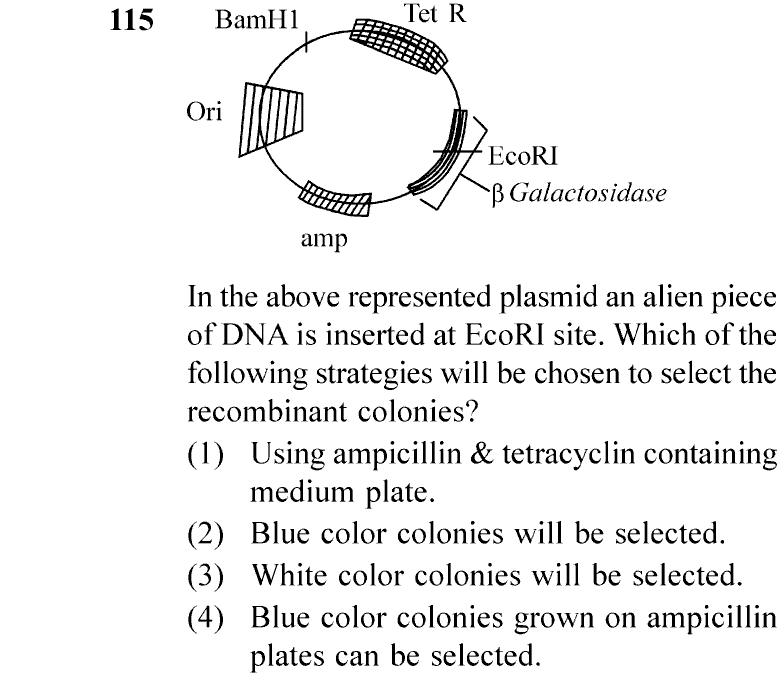 115
BamH1
Tet R
Ori
EcoRI
β Galactosidase
amp
In the above represented plasmid an alien piece
of DNA is inserted at EcoRI site. Which of the
following strategies will be chosen to select the
recombinant colonies?
(1) Using ampicillin & tetracyclin containing
medium plate.
(2) Blue color colonies will be selected.
(3) White color colonies will be selected.
(4) Blue color colonies grown on ampicillin
plates can be selected.